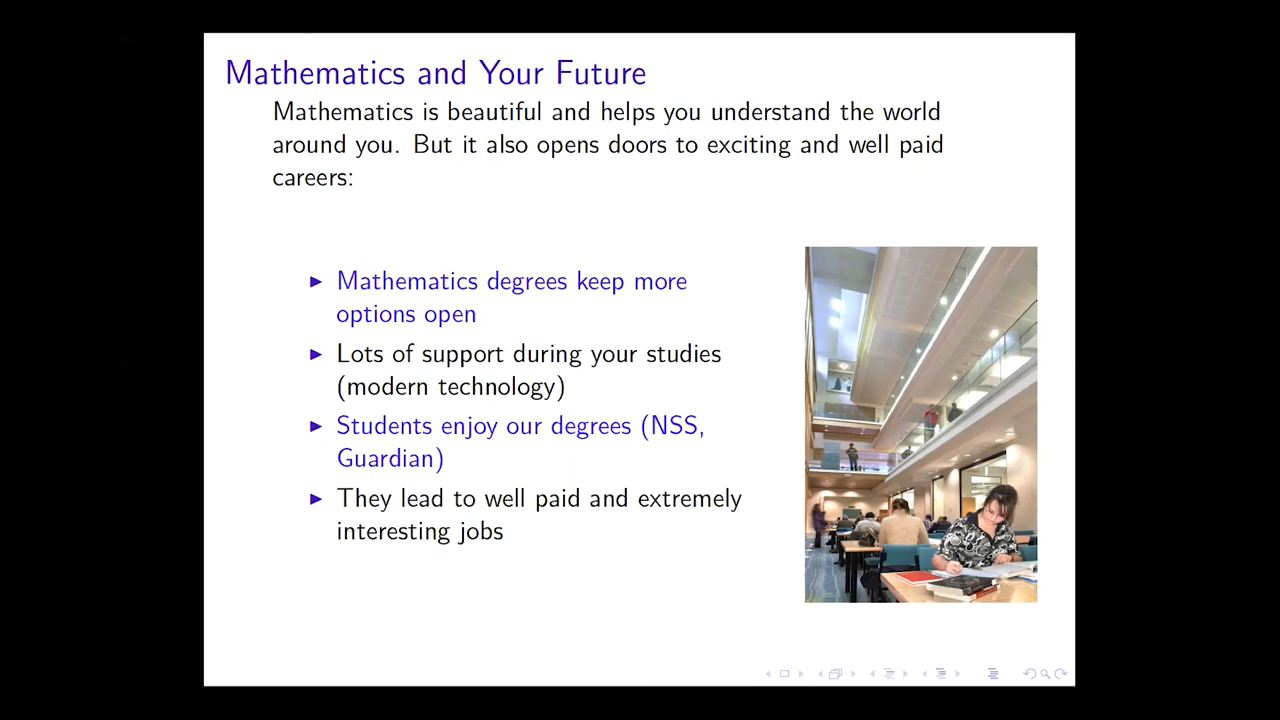 Mathematics and Your Future
Mathematics is beautiful and helps you understand the world
around you. But it also opens doors to exciting and well paid
careers:
Mathematics degrees keep more
options open
Lots of support during your studies
(modern technology)
Students enjoy our degrees (NSS,
Guardian)
They lead to well paid and extremely
interesting jobs